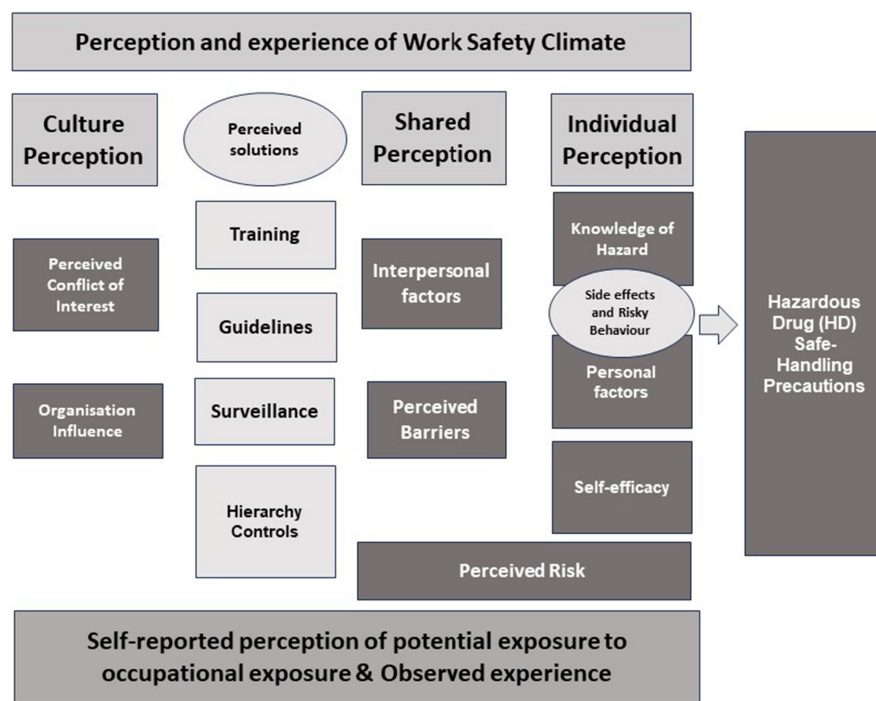 Perception and experience of Work Safety Climate
Culture
Perception
Perceived
solutions
Shared
Perception
Individual
Perception
Training
Guidelines
Surveillance
Hierarchy
Controls
Perceived
Conflict of
Interest
Organisation
Influence
Interpersonal
factors
Perceived
Barriers
Knowledge of
Hazard
Side effects
and Risky
Behaviour
Personal
factors
Self-efficacy
Perceived Risk
Hazardous
Drug (HD)
Safe-
Handling
Precautions
Self-reported perception of potential exposure to
occupational exposure & Observed experience